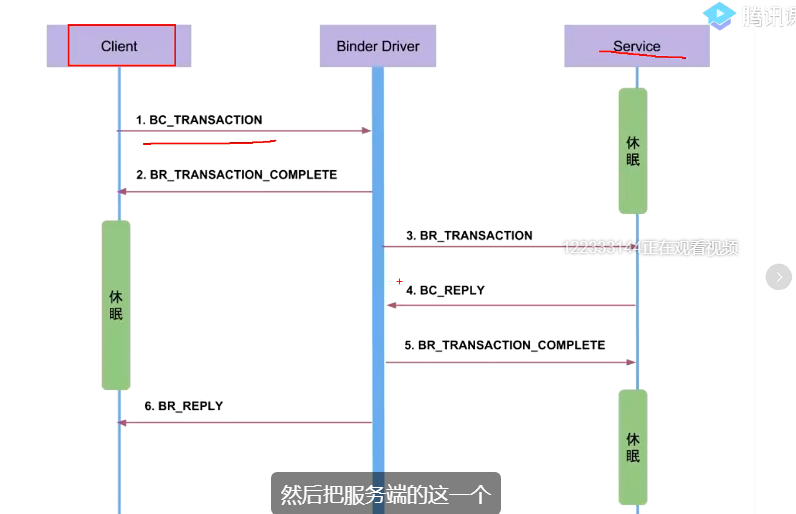 腾讯课
Client
Binder Driver
Service
1. BC_TRANSACTION
休
眠
2. BR_TRANSACTION_COMPLETE
3. BR_TRANSACTION
122333144正在观看视频
休
眠
4. BC_REPLY
5. BR_TRANSACTION_COMPLETE
6. BR_REPLY
休
眠
然后把服务端的这一个